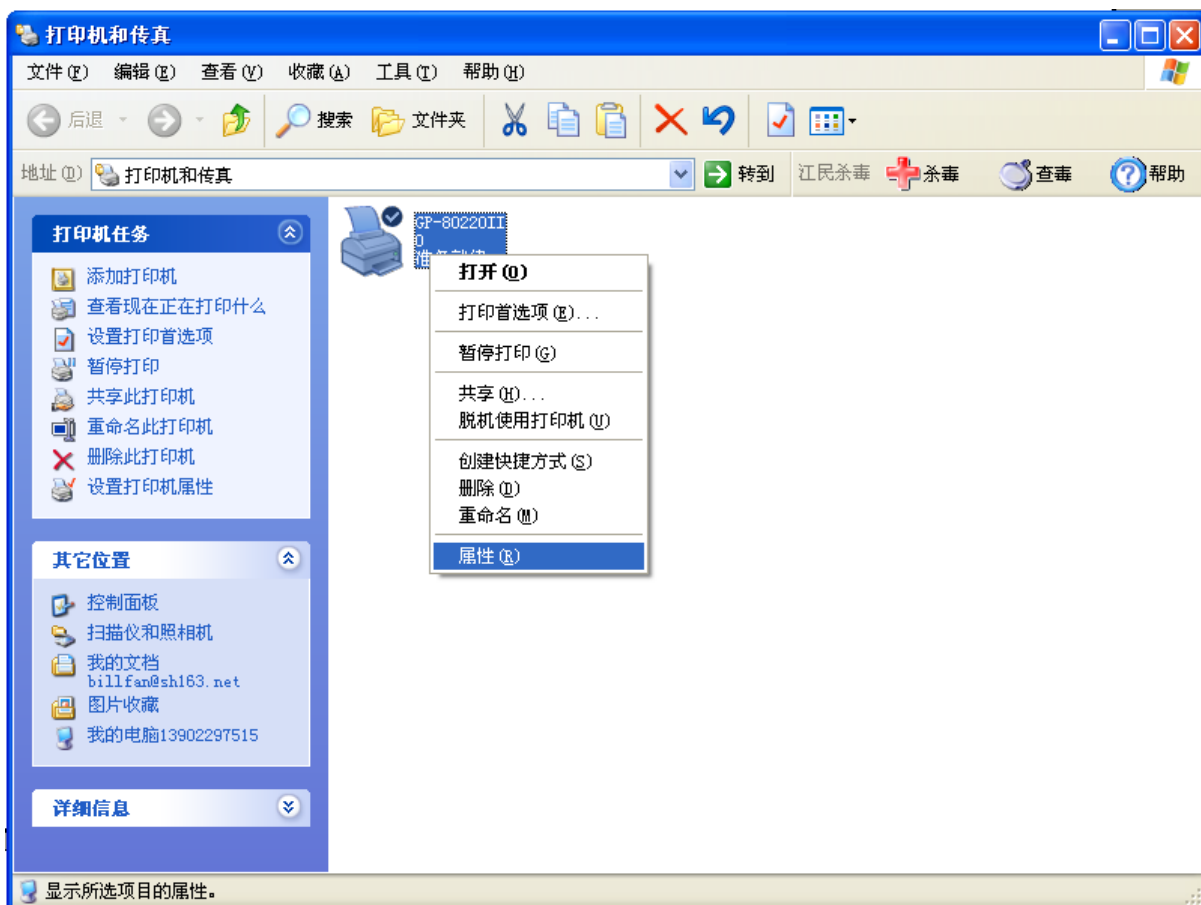 打印机和传真
文件(F) 编辑(E) 查看(V) 收藏(A) 工具(T) 帮助(H)
后退 搜索 文件夹
地址(D) 打印机和传真 转到 江民杀毒 杀毒 查毒 帮助
打印机任务
添加打印机
查看现在正在打印什么
设置打印首选项
暂停打印
共享此打印机
重命名此打印机
删除此打印机
设置打印机属性
其它位置
控制面板
扫描仪和照相机
我的文档
billfan@sh163.net
图片收藏
我的电脑13902297515
详细信息
GP-80220II
0
打开(O)
打印首选项(E)...
暂停打印(G)
共享(H)...
脱机使用打印机(U)
创建快捷方式(S)
删除(D)
重命名(M)
属性(R)
显示所选项目的属性。